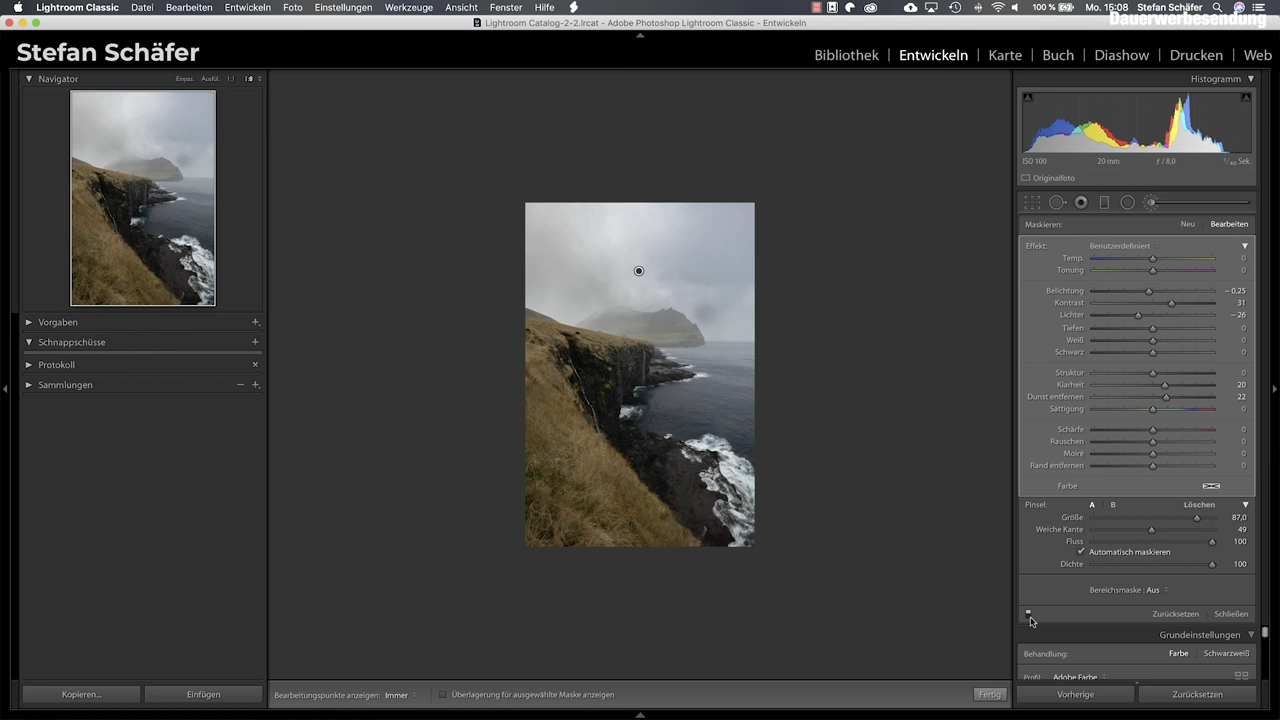 Lightroom Classic Datei Bearbeiten Entwickeln Foto Einstellungen Werkzeuge Ansicht Fenster Hilfe 100 % Mo. 15:08 Stefan Schäfer
Dauerwerbesendung
Lightroom Catalog-2-2.lrcat - Adobe Photoshop Lightroom Classic - Entwickeln
Stefan Schäfer
Bibliothek | Entwickeln | Karte | Buch | Diashow | Drucken | Web
Navigator Einpas. Ausfül. 1:1 1:8
Vorgaben
Schnappschüsse
Protokoll
Sammlungen
Kopieren... Einfügen
Bearbeitungspunkte anzeigen: Immer Überlagerung für ausgewählte Maske anzeigen Fertig
Histogramm
ISO 100 20 mm ƒ / 8,0 Sek.
Originalfoto
Maskieren: Neu Bearbeiten
Effekt: Benutzerdefiniert
Temp. 0
Tonung 0
Belichtung – 0,25
Kontrast 31
Lichter – 26
Tiefen 0
Weiß 0
Schwarz 0
Struktur 0
Klarheit 20
Dunst entfernen 22
Sättigung 0
Schärfe 0
Rauschen 0
Moiré 0
Rand entfernen 0
Farbe
Pinsel: A B Löschen
Größe 87,0
Weiche Kante 49
Fluss 100
Automatisch maskieren
Dichte 100
Bereichsmaske : Aus
Zurücksetzen Schließen
Grundeinstellungen
Behandlung: Farbe Schwarzweiß
Profil Adobe Farbe
Vorherige Zurücksetzen